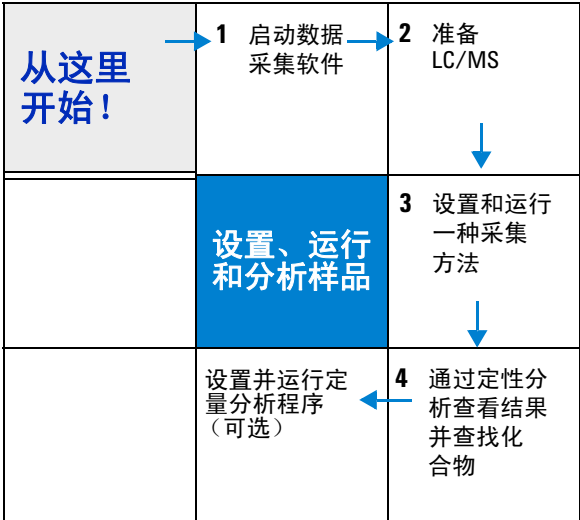 从这里
开始！
1 启动数据
采集软件
2 准备
LC/MS
设置、运行
和分析样品
3 设置和运行
一种采集
方法
设置并运行定
量分析程序
（可选）
4 通过定性分
析查看结果
并查找化
合物